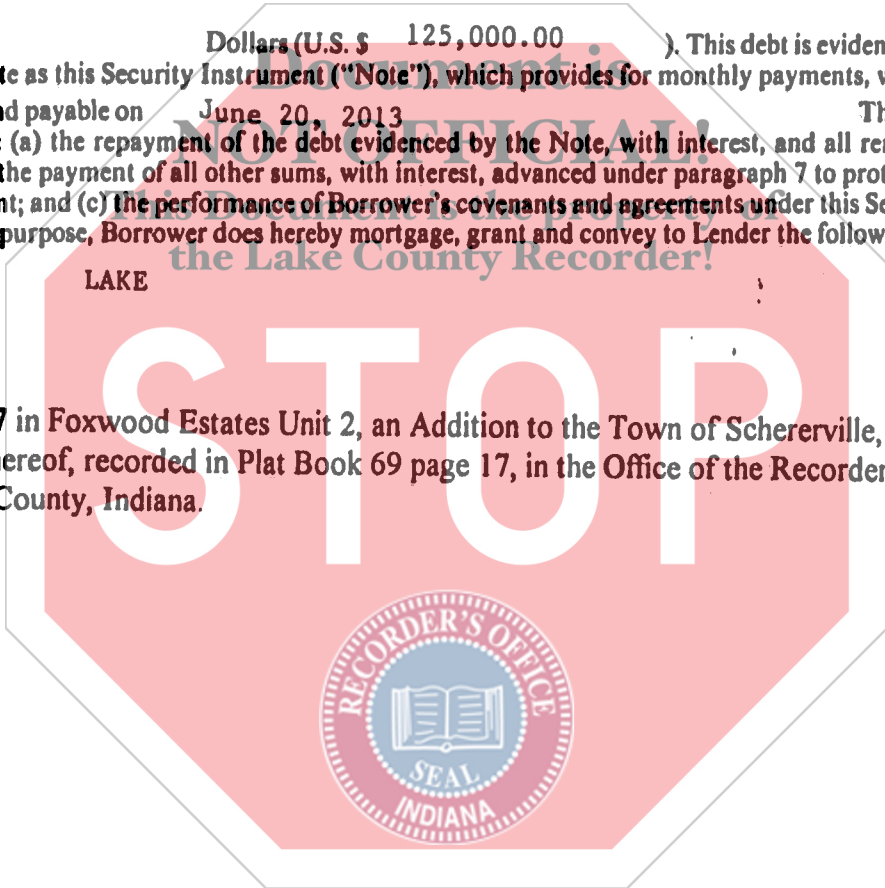 Dollars (U.S. $ 125,000.00 ). This debt is eviden
te as this Security Instrument ("Note"), which provides for monthly payments, w
d payable on June 20, 2013 Th
(a) the repayment of the debt evidenced by the Note, with interest, and all re
the payment of all other sums, with interest, advanced under paragraph 7 to prot
nt; and (c) the performance of Borrower's covenants and agreements under this Se
purpose, Borrower does hereby mortgage, grant and convey to Lender the follow
LAKE
7 in Foxwood Estates Unit 2, an Addition to the Town of Schererville,
hereof, recorded in Plat Book 69 page 17, in the Office of the Recorder
County, Indiana.
Document is
NOT OFFICIAL!
This Document is the property of
the Lake County Recorder!
STOP
RECORDER'S OFFICE
SEAL
INDIANA